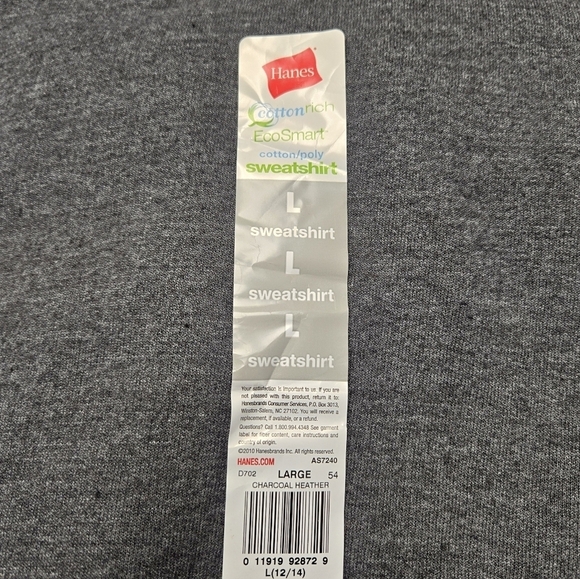 Hanes
cottonrich
EcoSmart
cotton/poly
sweatshirt
L
sweatshirt
L
sweatshirt
L
sweatshirt
Your satisfaction is important to us. If you are
not pleased with this product, return it to:
Hanesbrands Consumer Services, P.O. Box 3013,
Winston-Salem, NC 27102. You will receive a
replacement, if available, or a refund.
Questions? Call 1.800.994.4348 See garment
label for fiber content, care instructions and
country of origin.
©2010 Hanesbrands Inc. All rights reserved.
HANES.COM AS7240
D702 LARGE 54
CHARCOAL HEATHER
0 11919 92872 9
L(12/14)